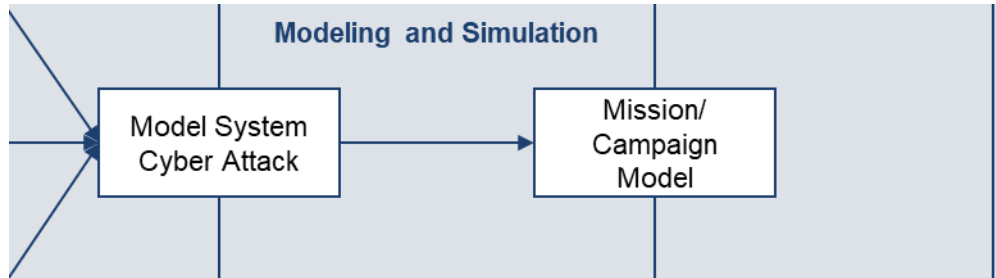 Modeling and Simulation
Model System
Cyber Attack
Mission/
Campaign
Model